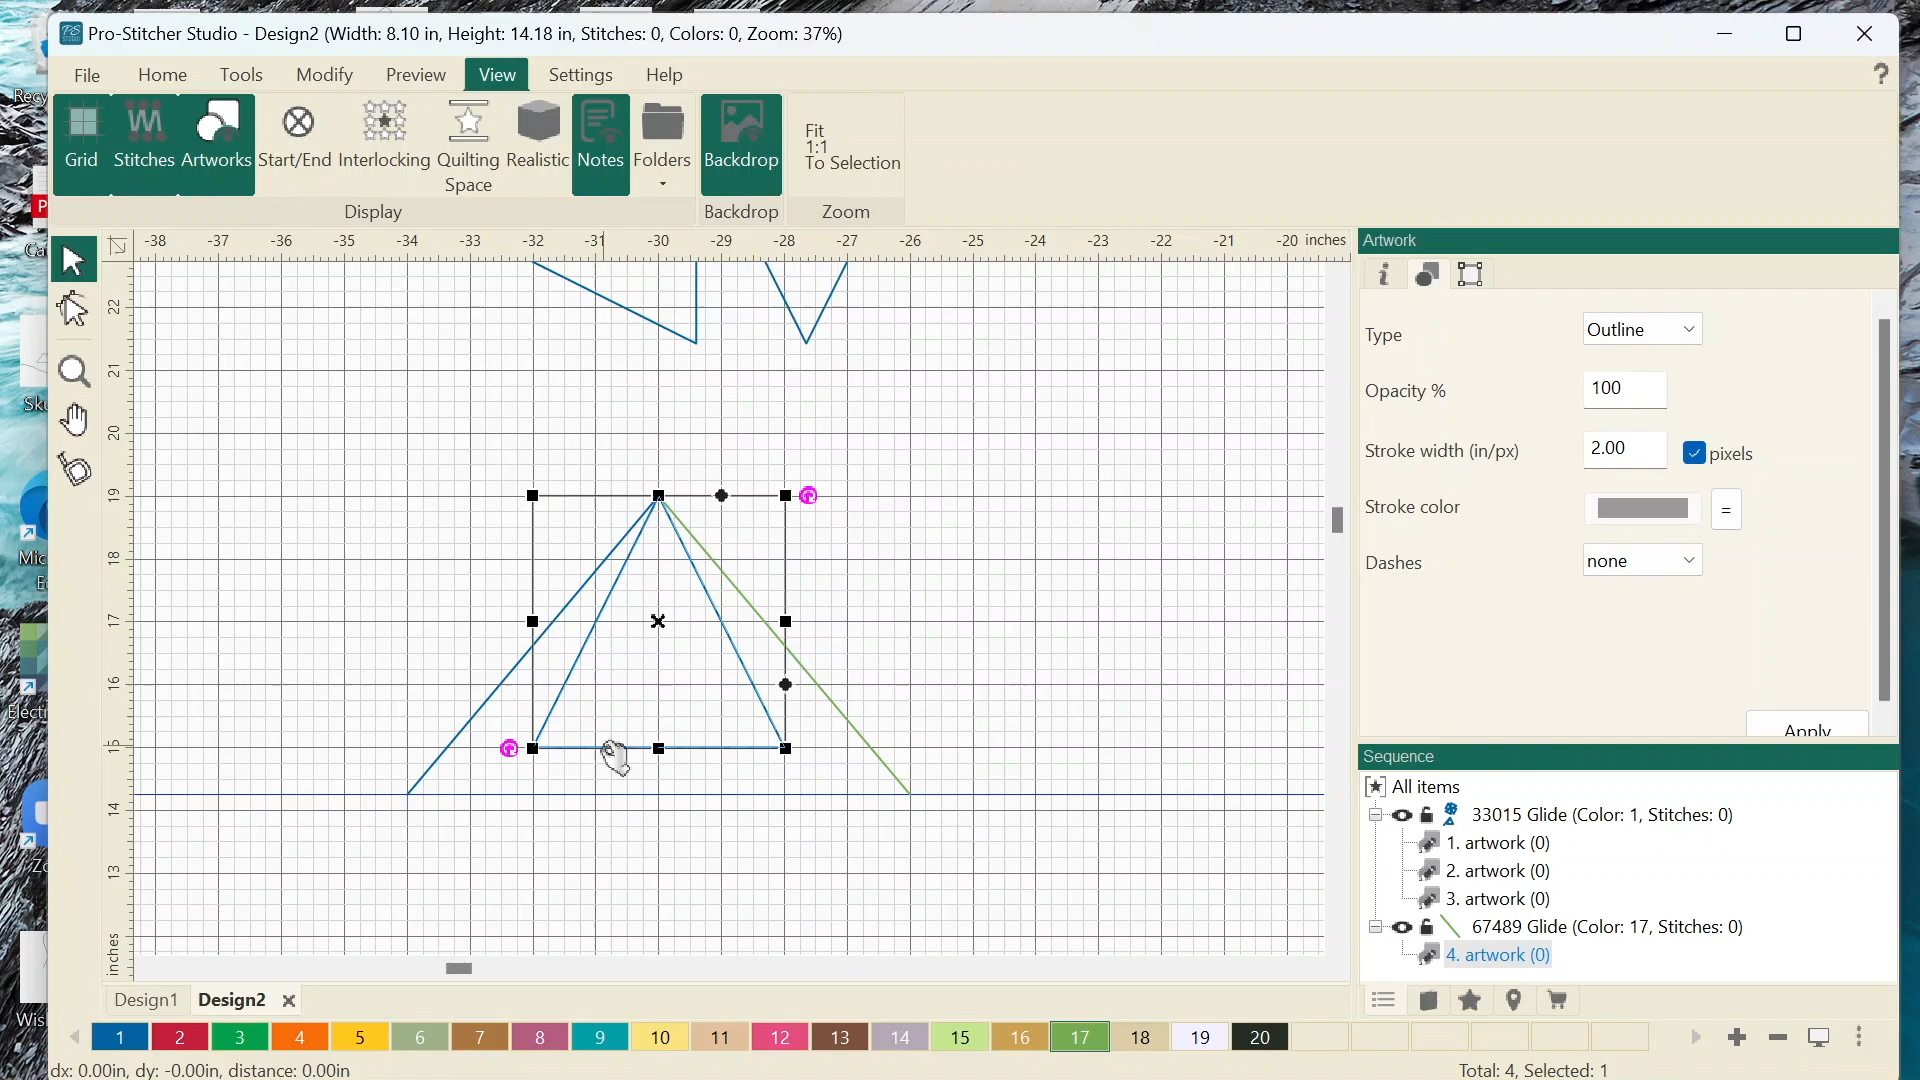 Pro-Stitcher Studio - Design2 (Width: 8.10 in, Height: 14.18 in, Stitches: 0, Colors: 0, Zoom: 37%)
File Home Tools Modify Preview View Settings Help
?
Grid Stitches Artworks Start/End Interlocking Quilting Space Realistic Notes Folders Backdrop
Fit
1:1
To Selection
Display Backdrop Zoom
-38 -37 -36 -35 -34 -33 -32 -31 -30 -29 -28 -27 -26 -25 -24 -23 -22 -21 -20 inches
22
21
20
19
18
17
16
15
14
13
inches
Artwork
Type Outline
Opacity % 100
Stroke width (in/px) 2.00 pixels
Stroke color =
Dashes none
Apply
Sequence
All items
33015 Glide (Color: 1, Stitches: 0)
1. artwork (0)
2. artwork (0)
3. artwork (0)
67489 Glide (Color: 17, Stitches: 0)
4. artwork (0)
Design1 Design2
1 2 3 4 5 6 7 8 9 10 11 12 13 14 15 16 17 18 19 20
dx: 0.00in, dy: -0.00in, distance: 0.00in
Total: 4, Selected: 1